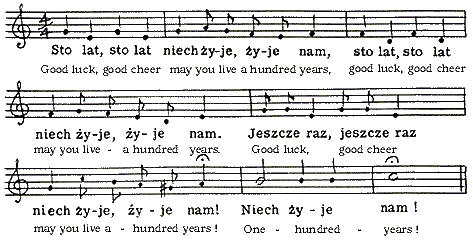 4 4
Sto lat, sto lat niech ży-je, ży-je nam, sto lat, sto lat
Good luck, good cheer may you live a hundred years, good luck, good cheer
niech ży-je, ży - je nam. Jeszcze raz, jeszcze raz
may you live - a hundred years. Good luck, good cheer
niech ży-je, ży - je nam! Niech ży - je nam !
may you live a - hundred years! One - hundred - years !